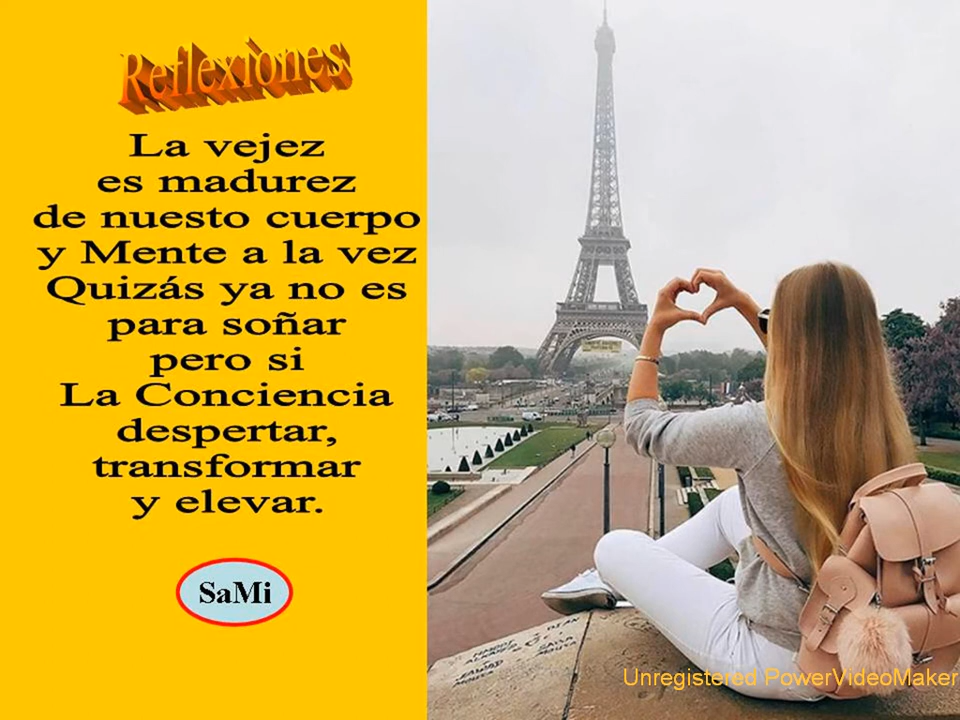 Reflexiones
La vejez
es madurez
de nuesto cuerpo
y Mente a la vez
Quizás ya no es
para soñar
pero si
La Conciencia
despertar,
transformar
y elevar.
SaMi
Unregistered PowerVideoMaker